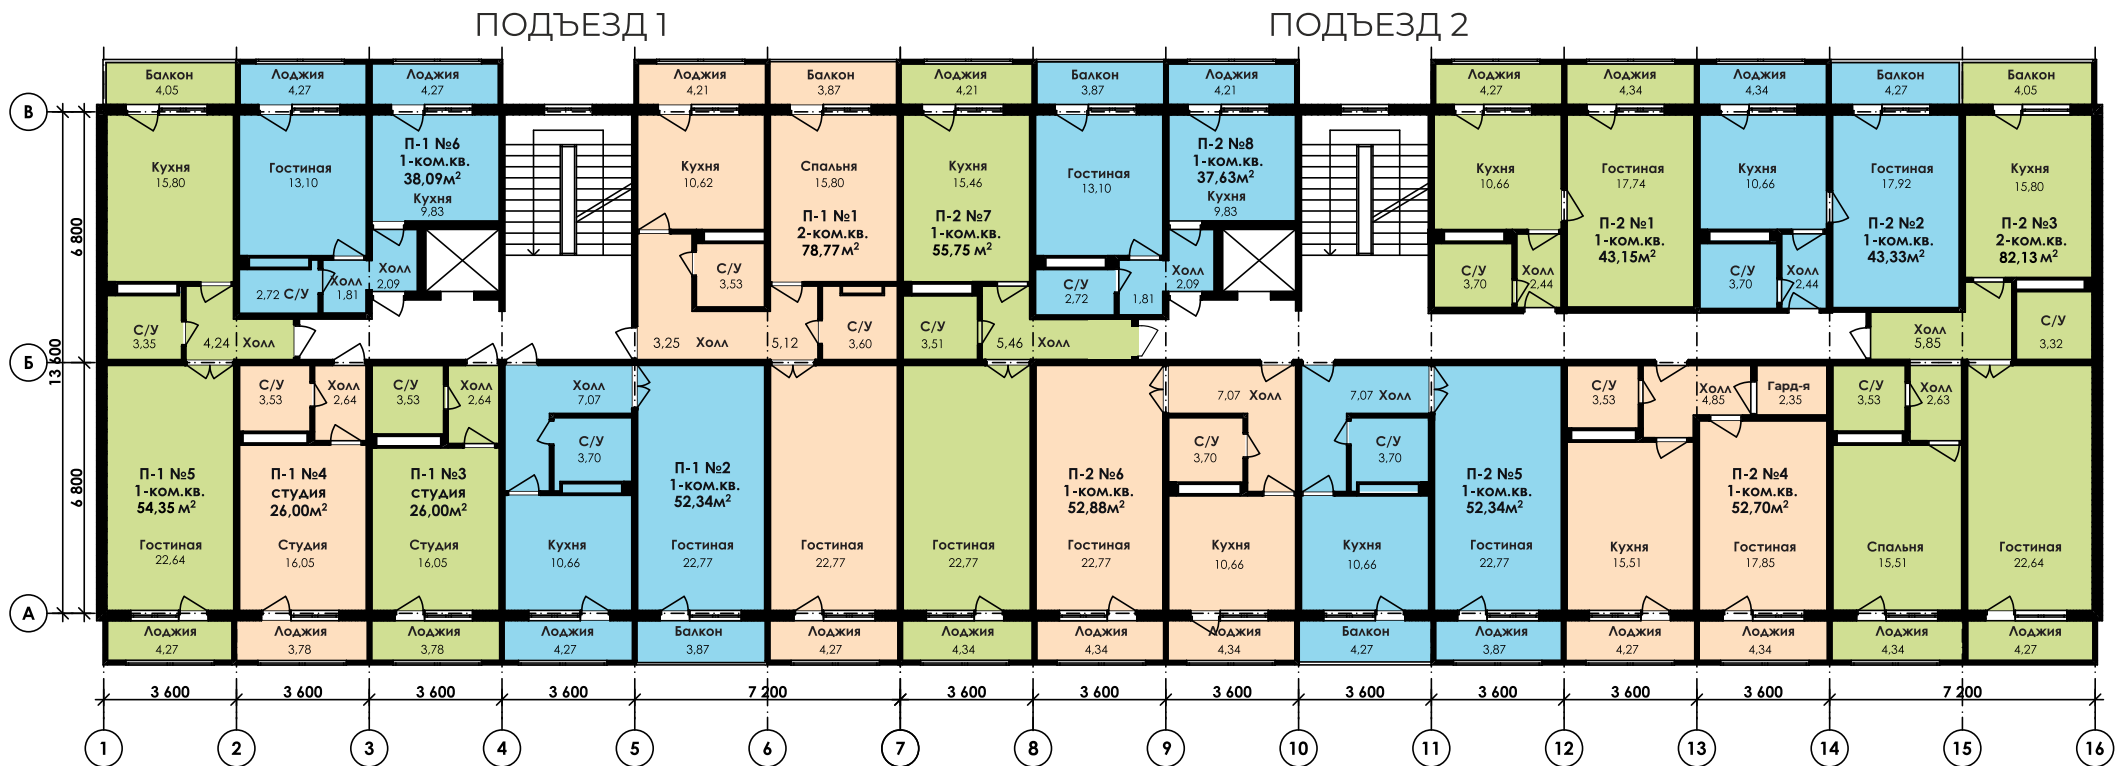 ПОДЪЕЗД 1
ПОДЪЕЗД 2
Балкон
4,05
Лоджия
4,27
Лоджия
4,27
Лоджия
4,21
Балкон
3,87
Лоджия
4,21
Балкон
3,87
Лоджия
4,21
Лоджия
4,27
Лоджия
4,34
Лоджия
4,34
Балкон
4,27
Балкон
4,05
В
Кухня
15,80
Гостиная
13,10
П-1 №6
1-ком.кв.
38,09м²
Кухня
9,83
Кухня
10,62
Спальня
15,80
П-1 №1
2-ком.кв.
78,77м²
Кухня
15,46
П-2 №7
1-ком.кв.
55,75 м²
Гостиная
13,10
П-2 №8
1-ком.кв.
37,63м²
9,83
Кухня
Кухня
10,66
Гостиная
17,74
П-2 №1
1-ком.кв.
43,15м²
Кухня
10,66
Гостиная
17,92
П-2 №2
1-ком.кв.
43,33м²
Кухня
15,80
П-2 №3
2-ком.кв.
82,13 м²
6 800
2,72 С/У
Холл
1,81
Холл
2,09
С/У
3,53
С/У
2,72
1,81
Холл
2,09
С/У
3,70
Холл
2,44
С/У
3,70
Холл
2,44
С/У
3,35
4,24 Холл
3,25 Холл
5,12
С/У
3,60
С/У
3,51
5,46 Холл
Холл
5,85
С/У
3,32
Б
13 600
С/У
3,53
Холл
2,64
С/У
3,53
Холл
2,64
Холл
7,07
С/У
3,70
7,07 Холл
С/У
3,70
7,07 Холл
С/У
3,70
С/У
3,53
Холл
4,85
Гард-я
2,35
С/У
3,53
Холл
2,63
6 800
П-1 №5
1-ком.кв.
54,35 м²
Гостиная
22,64
П-1 №4
студия
26,00м²
Студия
16,05
П-1 №3
студия
26,00м²
Студия
16,05
Кухня
10,66
П-1 №2
1-ком.кв.
52,34м²
Гостиная
22,77
Гостиная
22,77
Гостиная
22,77
П-2 №6
1-ком.кв.
52,88м²
Гостиная
22,77
Кухня
10,66
Кухня
10,66
П-2 №5
1-ком.кв.
52,34м²
Гостиная
22,77
Кухня
15,51
П-2 №4
1-ком.кв.
52,70м²
Гостиная
17,85
Спальня
15,51
Гостиная
22,64
А
Лоджия
4,27
Лоджия
3,78
Лоджия
3,78
Лоджия
4,27
Балкон
3,87
Лоджия
4,27
Лоджия
4,34
Лоджия
4,34
Лоджия
4,34
Балкон
4,27
Лоджия
3,87
Лоджия
4,27
Лоджия
4,34
Лоджия
4,34
Лоджия
4,27
3 600 3 600 3 600 3 600 7 200 3 600 3 600 3 600 3 600 3 600 3 600 3 600 7 200
1 2 3 4 5 6 7 8 9 10 11 12 13 14 15 16